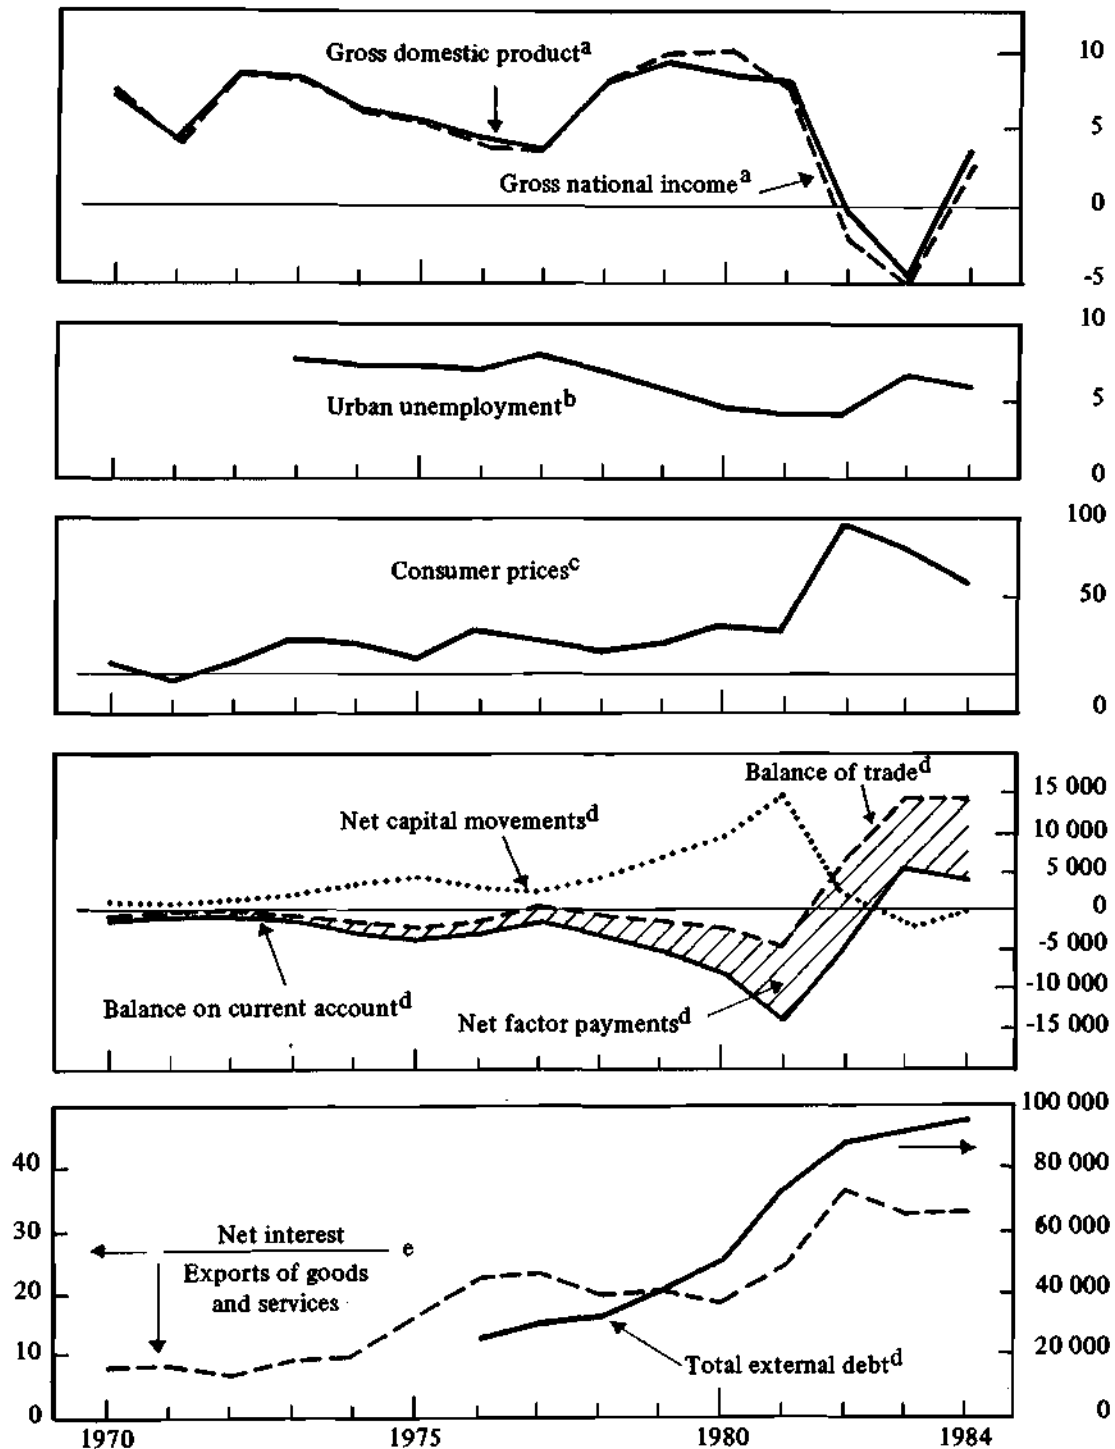 Gross domestic product^a
10
5
Gross national income^a
0
-5
10
Urban unemployment^b
5
0
100
Consumer prices^c
50
0
Balance of trade^d
15 000
Net capital movements^d
10 000
5 000
0
-5 000
-10 000
Balance on current account^d
Net factor payments^d
-15 000
100 000
40
80 000
30
Net interest
e
60 000
Exports of goods
and services
20
40 000
10
Total external debt^d
20 000
0
0
1970
1975
1980
1984